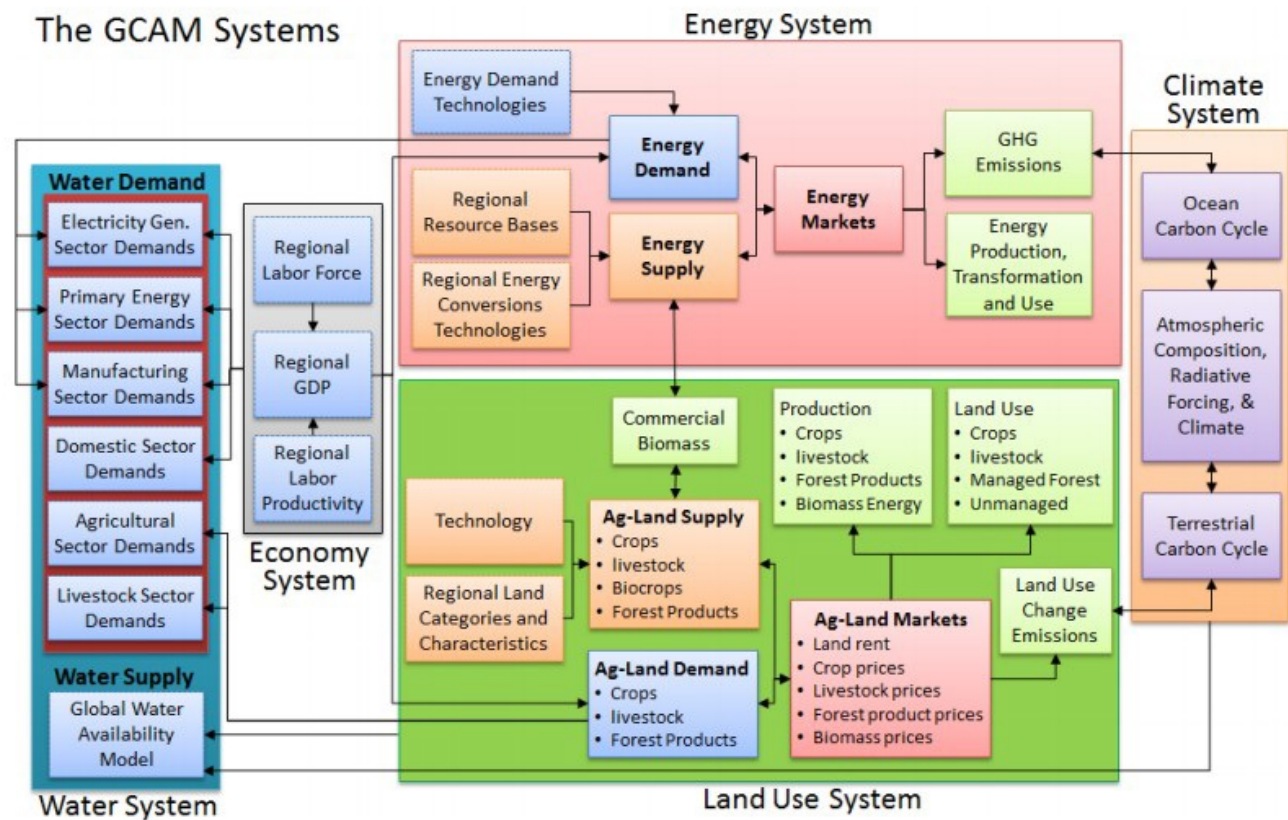 The GCAM Systems
Energy System
Energy Demand
Technologies
Energy
Demand
Regional
Resource Bases
Regional Energy
Conversions
Technologies
Energy
Supply
Energy
Markets
GHG
Emissions
Energy
Production,
Transformation
and Use
Climate
System
Ocean
Carbon Cycle
Atmospheric
Composition,
Radiative
Forcing, &
Climate
Terrestrial
Carbon Cycle
Water Demand
Electricity Gen.
Sector Demands
Primary Energy
Sector Demands
Manufacturing
Sector Demands
Domestic Sector
Demands
Agricultural
Sector Demands
Livestock Sector
Demands
Water Supply
Global Water
Availability
Model
Water System
Regional
Labor Force
Regional
GDP
Regional
Labor
Productivity
Economy
System
Commercial
Biomass
Production
• Crops
• livestock
• Forest Products
• Biomass Energy
Land Use
• Crops
• livestock
• Managed Forest
• Unmanaged
Technology
Regional Land
Categories and
Characteristics
Ag-Land Supply
• Crops
• livestock
• Biocrops
• Forest Products
Ag-Land Demand
• Crops
• livestock
• Forest Products
Ag-Land Markets
• Land rent
• Crop prices
• Livestock prices
• Forest product prices
• Biomass prices
Land Use
Change
Emissions
Land Use System